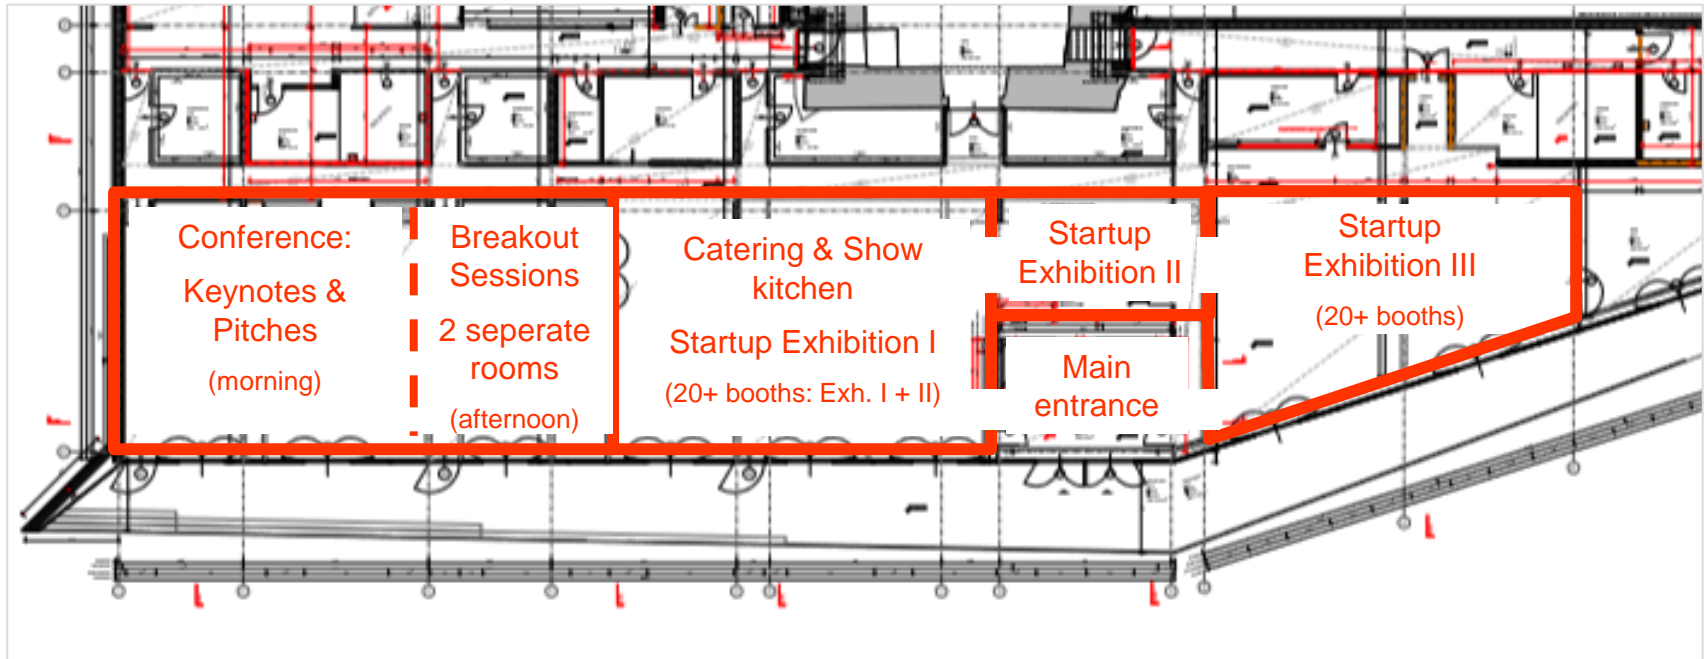 Conference:
Keynotes &
Pitches
(morning)
Breakout
Sessions
2 seperate
rooms
(afternoon)
Catering & Show
kitchen
Startup Exhibition I
(20+ booths: Exh. I + II)
Startup
Exhibition II
Main
entrance
Startup
Exhibition III
(20+ booths)